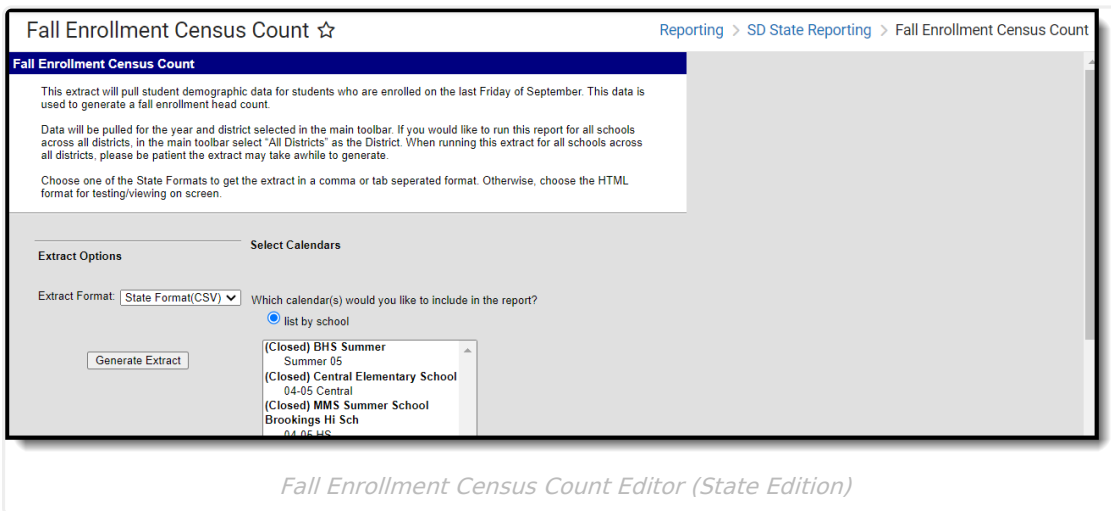 Fall Enrollment Census Count ☆
Reporting > SD State Reporting > Fall Enrollment Census Count
Fall Enrollment Census Count
This extract will pull student demographic data for students who are enrolled on the last Friday of September. This data is
used to generate a fall enrollment head count.
Data will be pulled for the year and district selected in the main toolbar. If you would like to run this report for all schools
across all districts, in the main toolbar select "All Districts" as the District. When running this extract for all schools across
all districts, please be patient the extract may take awhile to generate.
Choose one of the State Formats to get the extract in a comma or tab seperated format. Otherwise, choose the HTML
format for testing/viewing on screen.
Extract Options
Extract Format: State Format(CSV)
Generate Extract
Select Calendars
Which calendar(s) would you like to include in the report?
list by school
(Closed) BHS Summer
Summer 05
(Closed) Central Elementary School
04-05 Central
(Closed) MMS Summer School
Brookings Hi Sch
04-05 HS
Fall Enrollment Census Count Editor (State Edition)